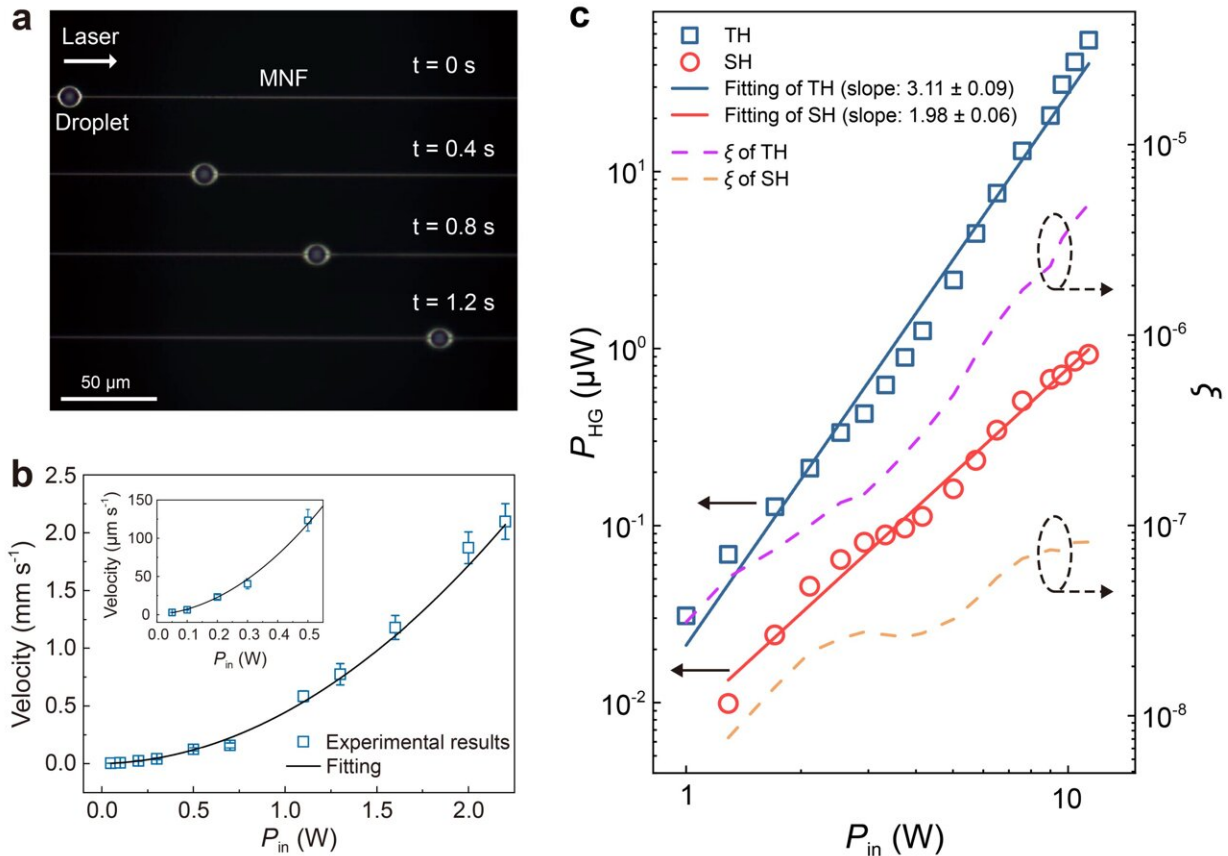 a
Laser
MNF
Droplet
t = 0 s
t = 0.4 s
t = 0.8 s
t = 1.2 s
50 μm
b
Velocity (mm s⁻¹)
2.5
2.0
1.5
1.0
0.5
0.0
0.0 0.5 1.0 1.5 2.0
P_in (W)
Velocity (μm s⁻¹)
150
100
50
0
0.0 0.1 0.2 0.3 0.4 0.5
P_in (W)
Experimental results
Fitting
c
TH
SH
Fitting of TH (slope: 3.11 ± 0.09)
Fitting of SH (slope: 1.98 ± 0.06)
ξ of TH
ξ of SH
P_HG (μW)
10¹
10⁰
10⁻¹
10⁻²
10⁻⁵
10⁻⁶
10⁻⁷
10⁻⁸
ξ
1 10
P_in (W)